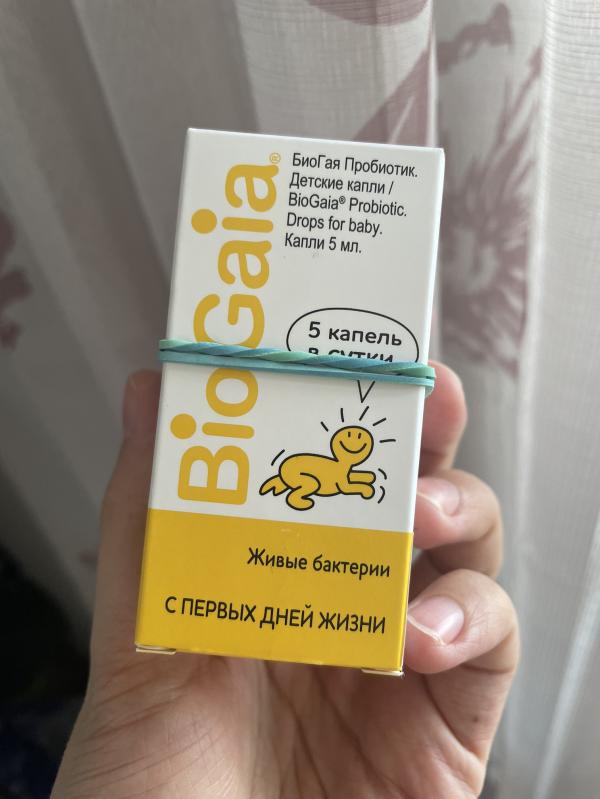 BioGaia®
БиоГая Пробиотик.
Детские капли /
BioGaia® Probiotic.
Drops for baby.
Капли 5 мл.
5 капель
в сутки
Живые бактерии
С ПЕРВЫХ ДНЕЙ ЖИЗНИ